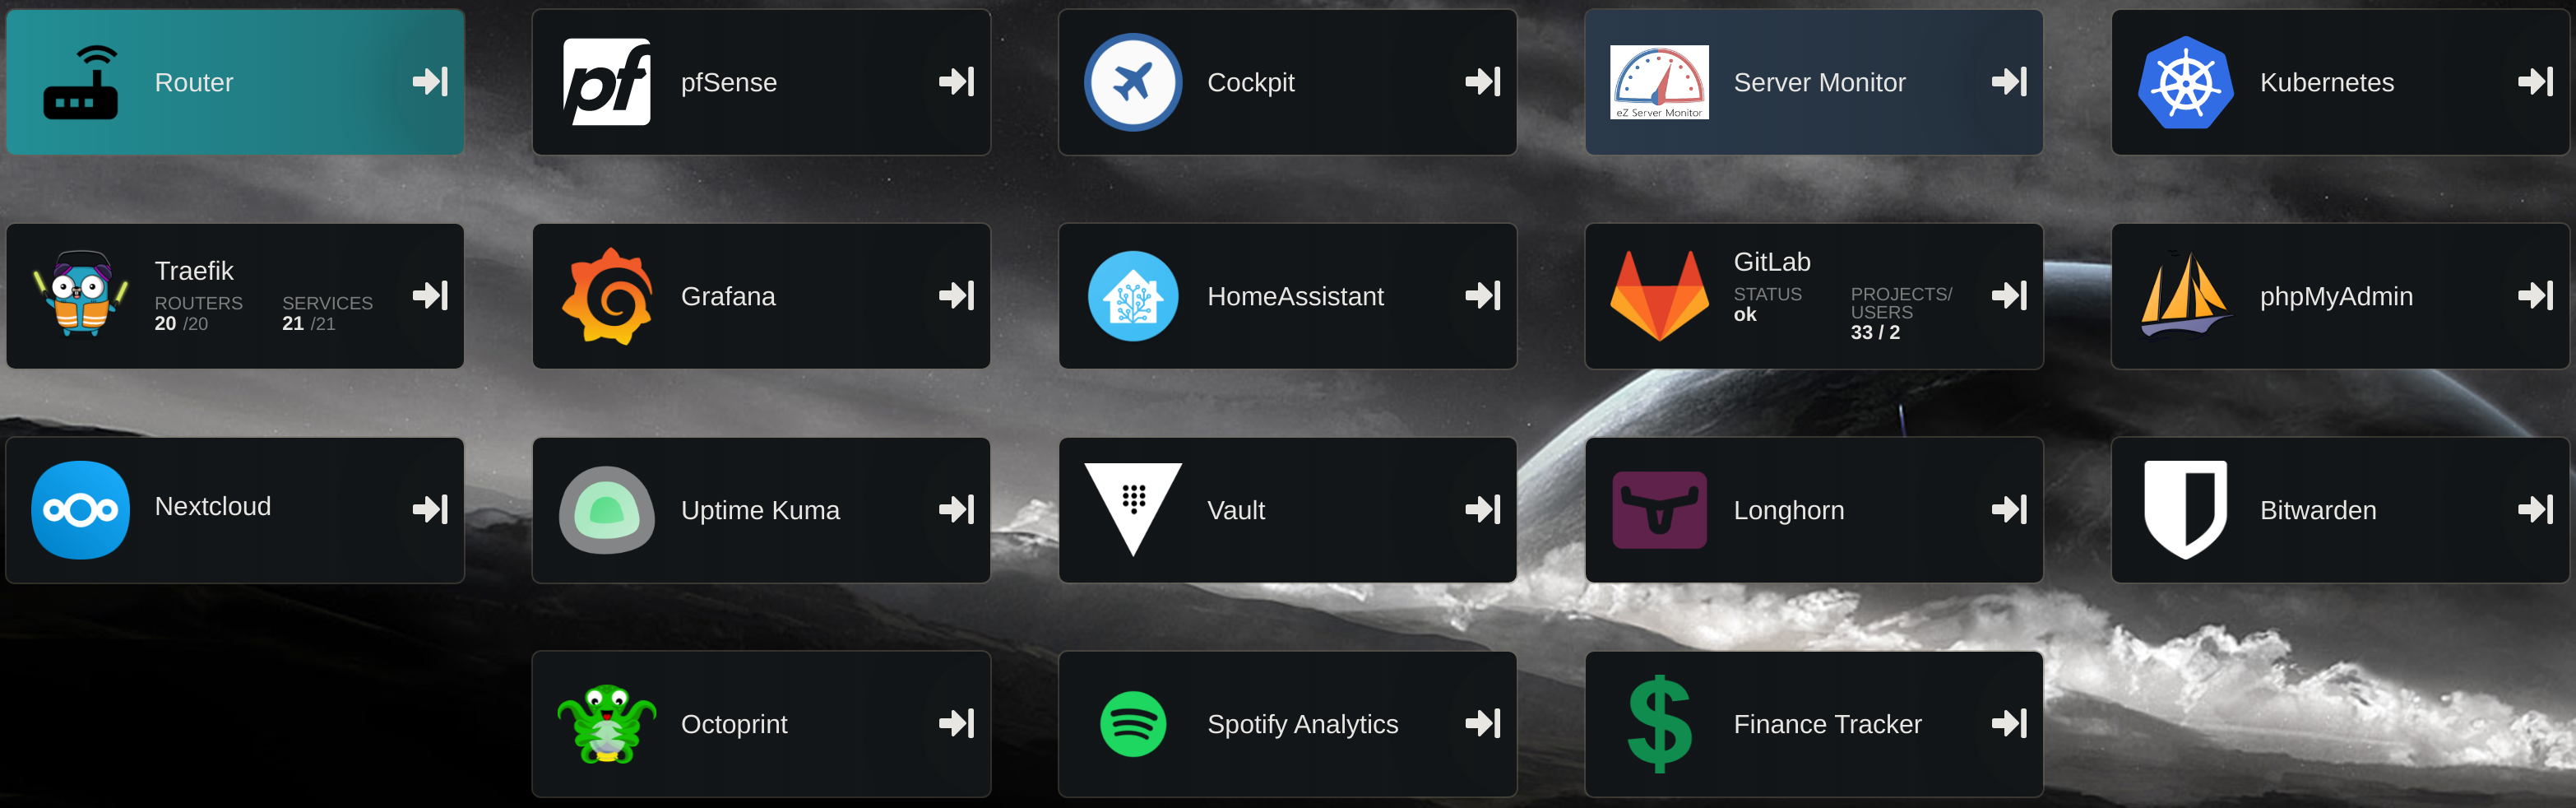 Router
pf
pfSense
Cockpit
eZ Server Monitor
Server Monitor
Kubernetes
Traefik
ROUTERS SERVICES
20 /20 21 /21
Grafana
HomeAssistant
GitLab
STATUS PROJECTS/
USERS
ok
33 / 2
phpMyAdmin
Nextcloud
Uptime Kuma
Vault
Longhorn
Bitwarden
Octoprint
Spotify Analytics
$
Finance Tracker